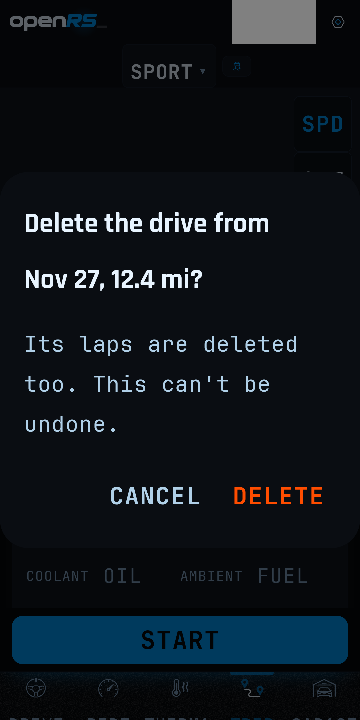 openRS_
SPORT ▾
SPD
Delete the drive from
Nov 27, 12.4 mi?
Its laps are deleted
too. This can't be
undone.
CANCEL DELETE
COOLANT OIL AMBIENT FUEL
START